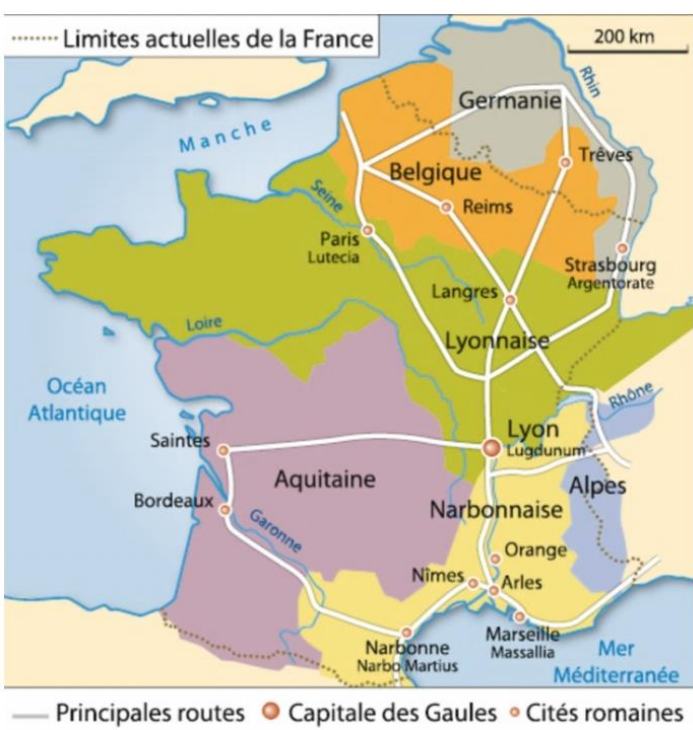 Limites actuelles de la France
200 km
Rhin
Germanie
Manche
Trêves
Belgique
Seine
Reims
Paris
Lutecia
Strasbourg
Argentorate
Langres
Loire
Lyonnaise
Océan
Atlantique
Rhône
Saintes
Lyon
Lugdunum
Aquitaine
Alpes
Bordeaux
Narbonnaise
Garonne
Orange
Nîmes
Arles
Marseille
Massallia
Narbonne
Narbo Martius
Mer
Méditerranée
Principales routes
Capitale des Gaules
Cités romaines